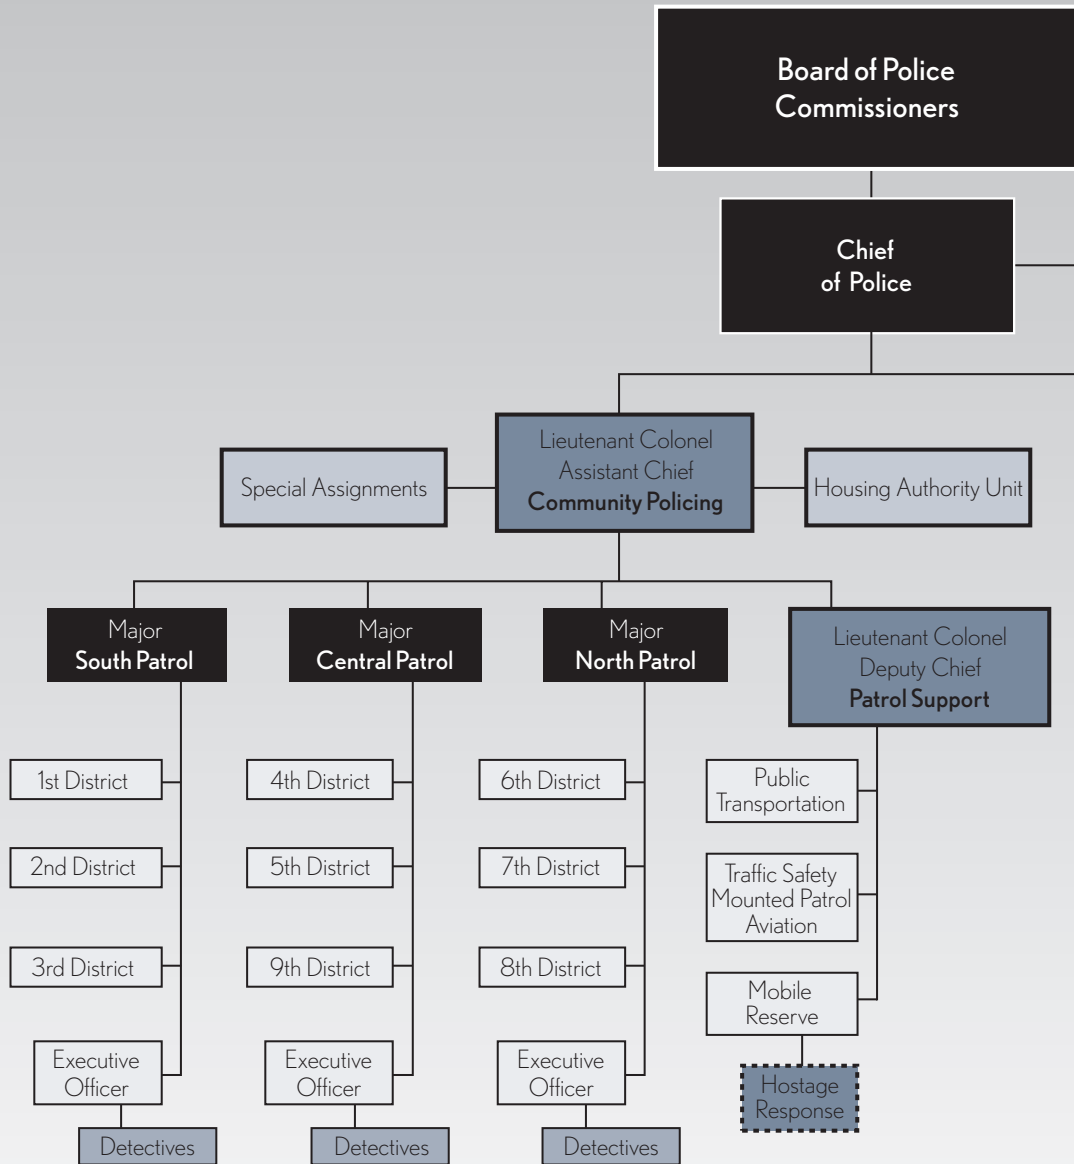 Board of Police
Commissioners
Chief
of Police
Lieutenant Colonel
Assistant Chief
Community Policing
Special Assignments
Housing Authority Unit
Major
South Patrol
Major
Central Patrol
Major
North Patrol
Lieutenant Colonel
Deputy Chief
Patrol Support
1st District
2nd District
3rd District
Executive
Officer
Detectives
4th District
5th District
9th District
Executive
Officer
Detectives
6th District
7th District
8th District
Executive
Officer
Detectives
Public
Transportation
Traffic Safety
Mounted Patrol
Aviation
Mobile
Reserve
Hostage
Response